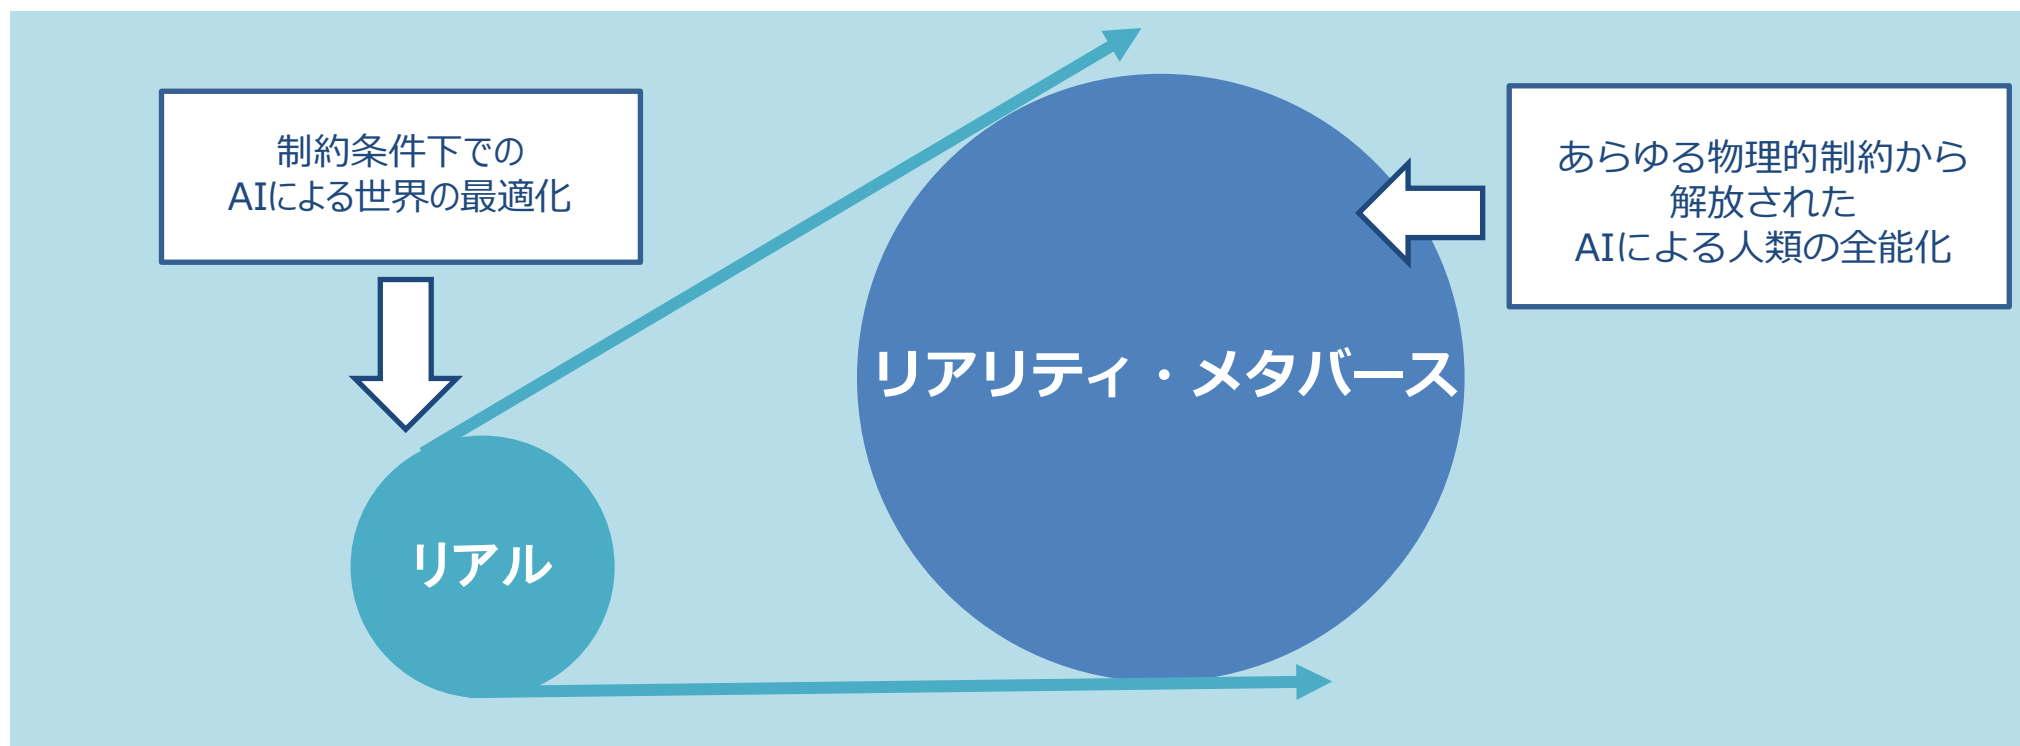 制約条件下での
AIによる世界の最適化
あらゆる物理的制約から
解放された
AIによる人類の全能化
リアリティ・メタバース
リアル